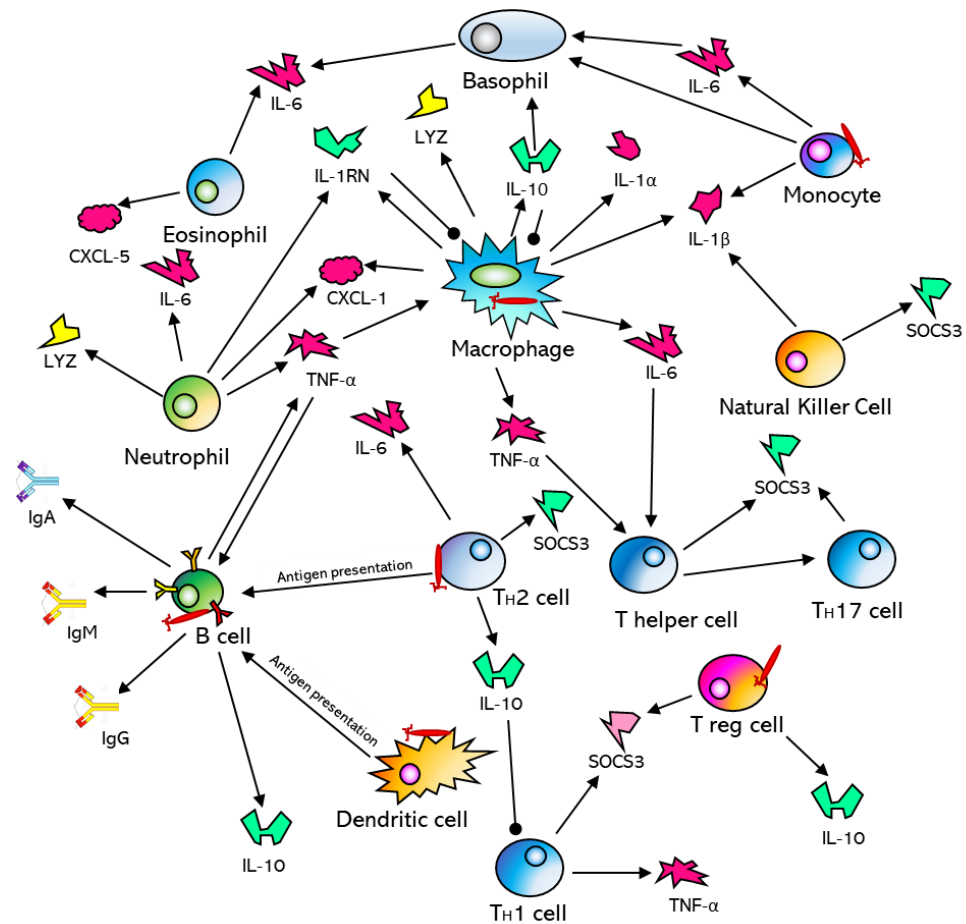 Basophil
IL-6
IL-6
LYZ
IL-1RN
IL-10
IL-1α
Monocyte
Eosinophil
IL-1β
CXCL-5
IL-6
CXCL-1
SOCS3
LYZ
Macrophage
TNF-α
IL-6
Natural Killer Cell
Neutrophil
IL-6
TNF-α
SOCS3
IgA
SOCS3
Antigen presentation
TH2 cell
T helper cell
TH17 cell
IgM
B cell
Antigen presentation
IL-10
T reg cell
IgG
SOCS3
Dendritic cell
IL-10
IL-10
TH1 cell
TNF-α